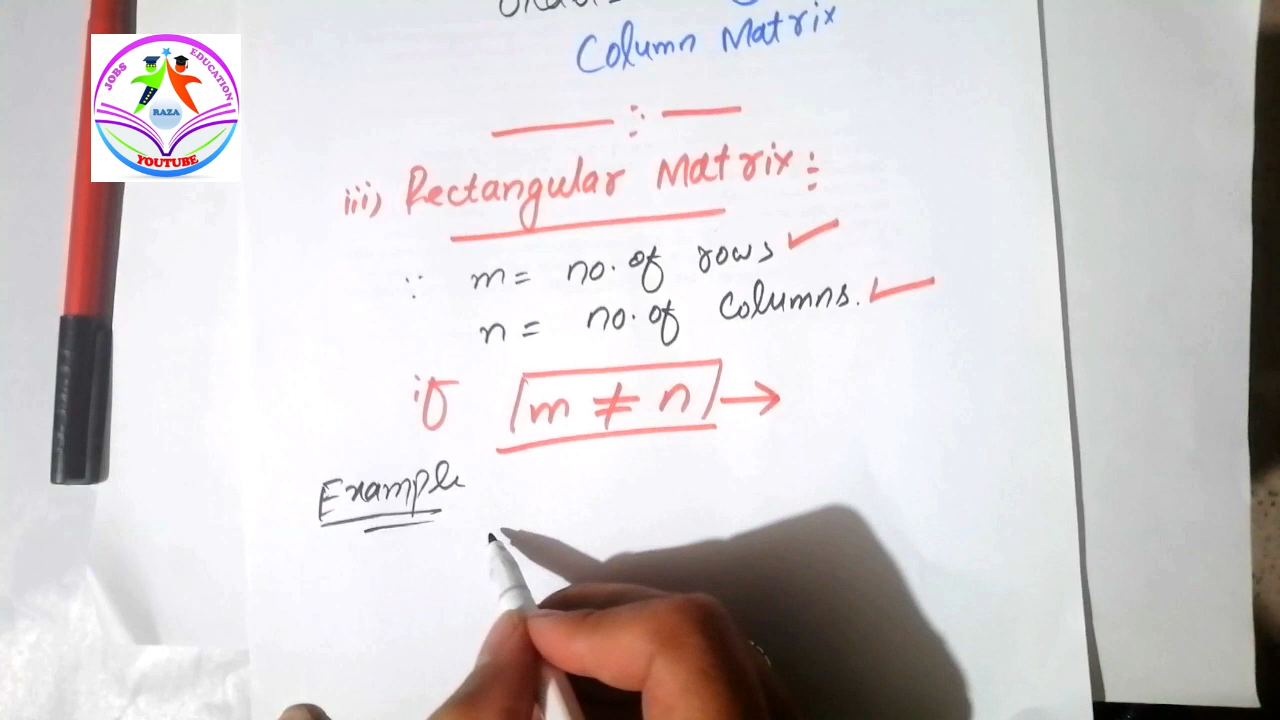 JOBS
EDUCATION
RAZA
YOUTUBE
Column Matrix
iii) Rectangular Matrix:
∵ m = no. of rows
n = no. of columns.
if m ≠ n →
Example